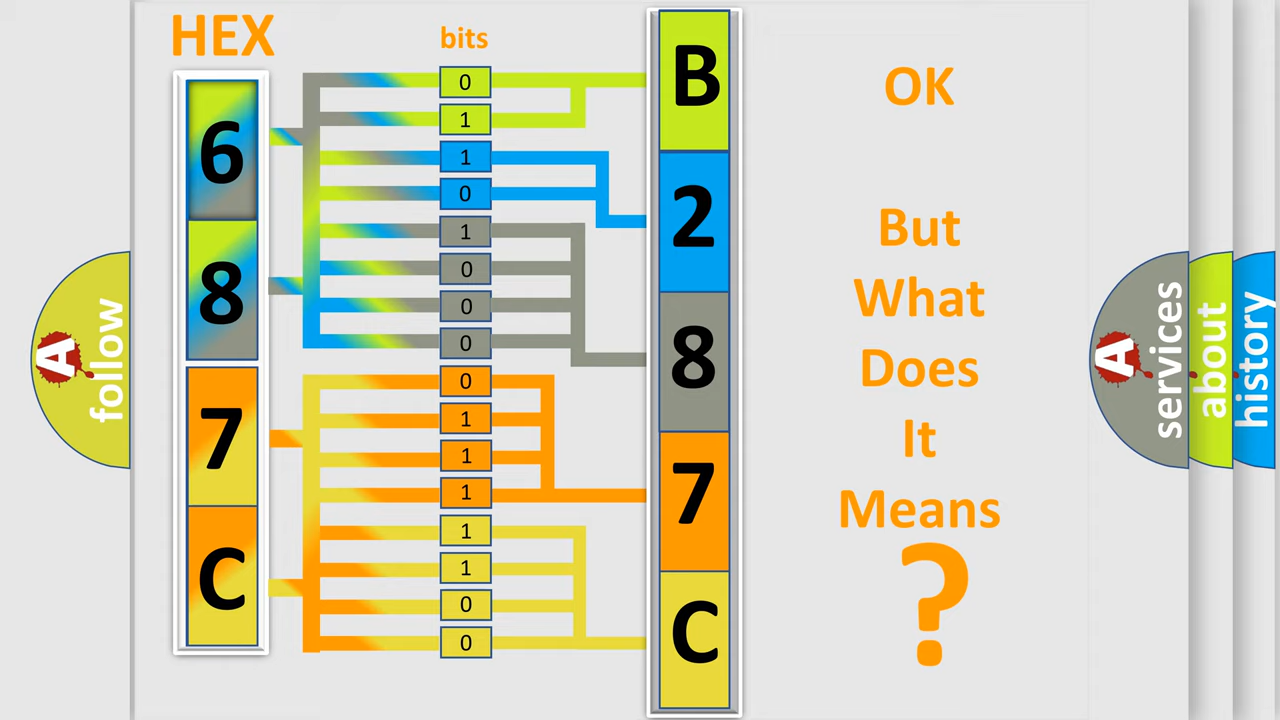 HEX
bits
6
8
7
C
0
1
1
0
1
0
0
0
0
1
1
1
1
1
0
0
B
2
8
7
C
OK
But
What
Does
It
Means
?
A
follow
A
services
about
history